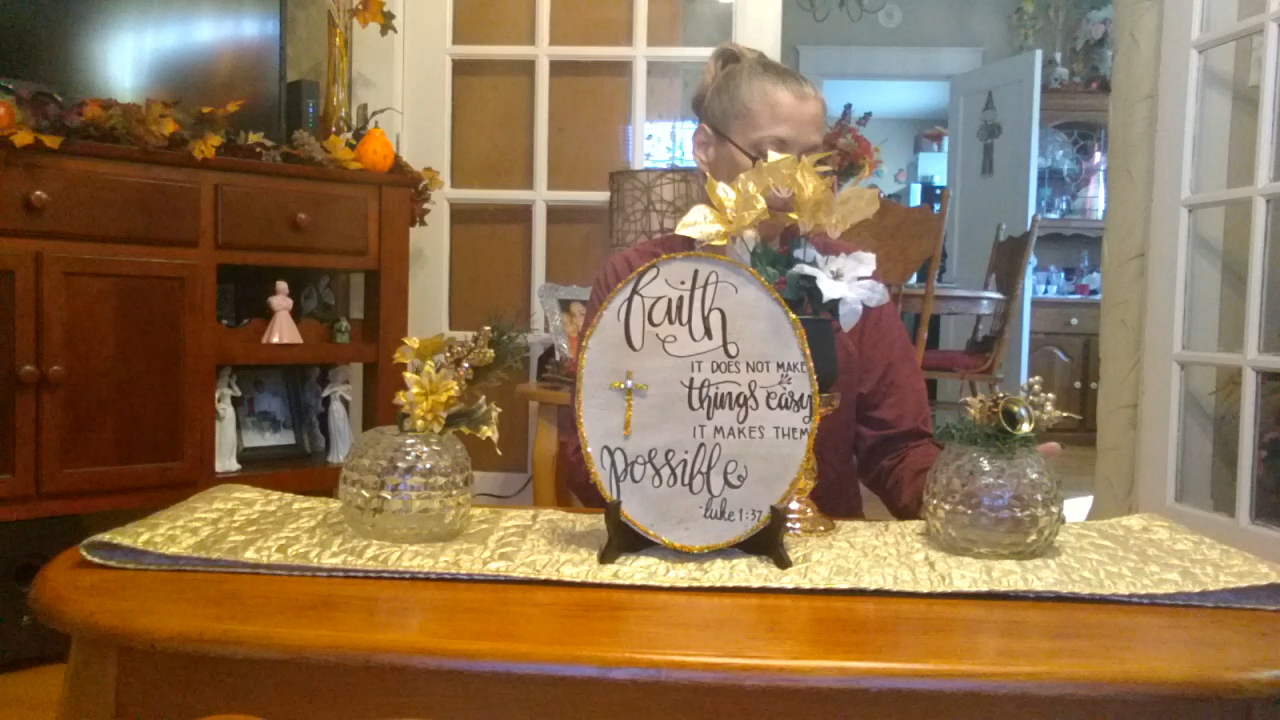 faith
IT DOES NOT MAKE
things easy
IT MAKES THEM
possible
luke 1:37